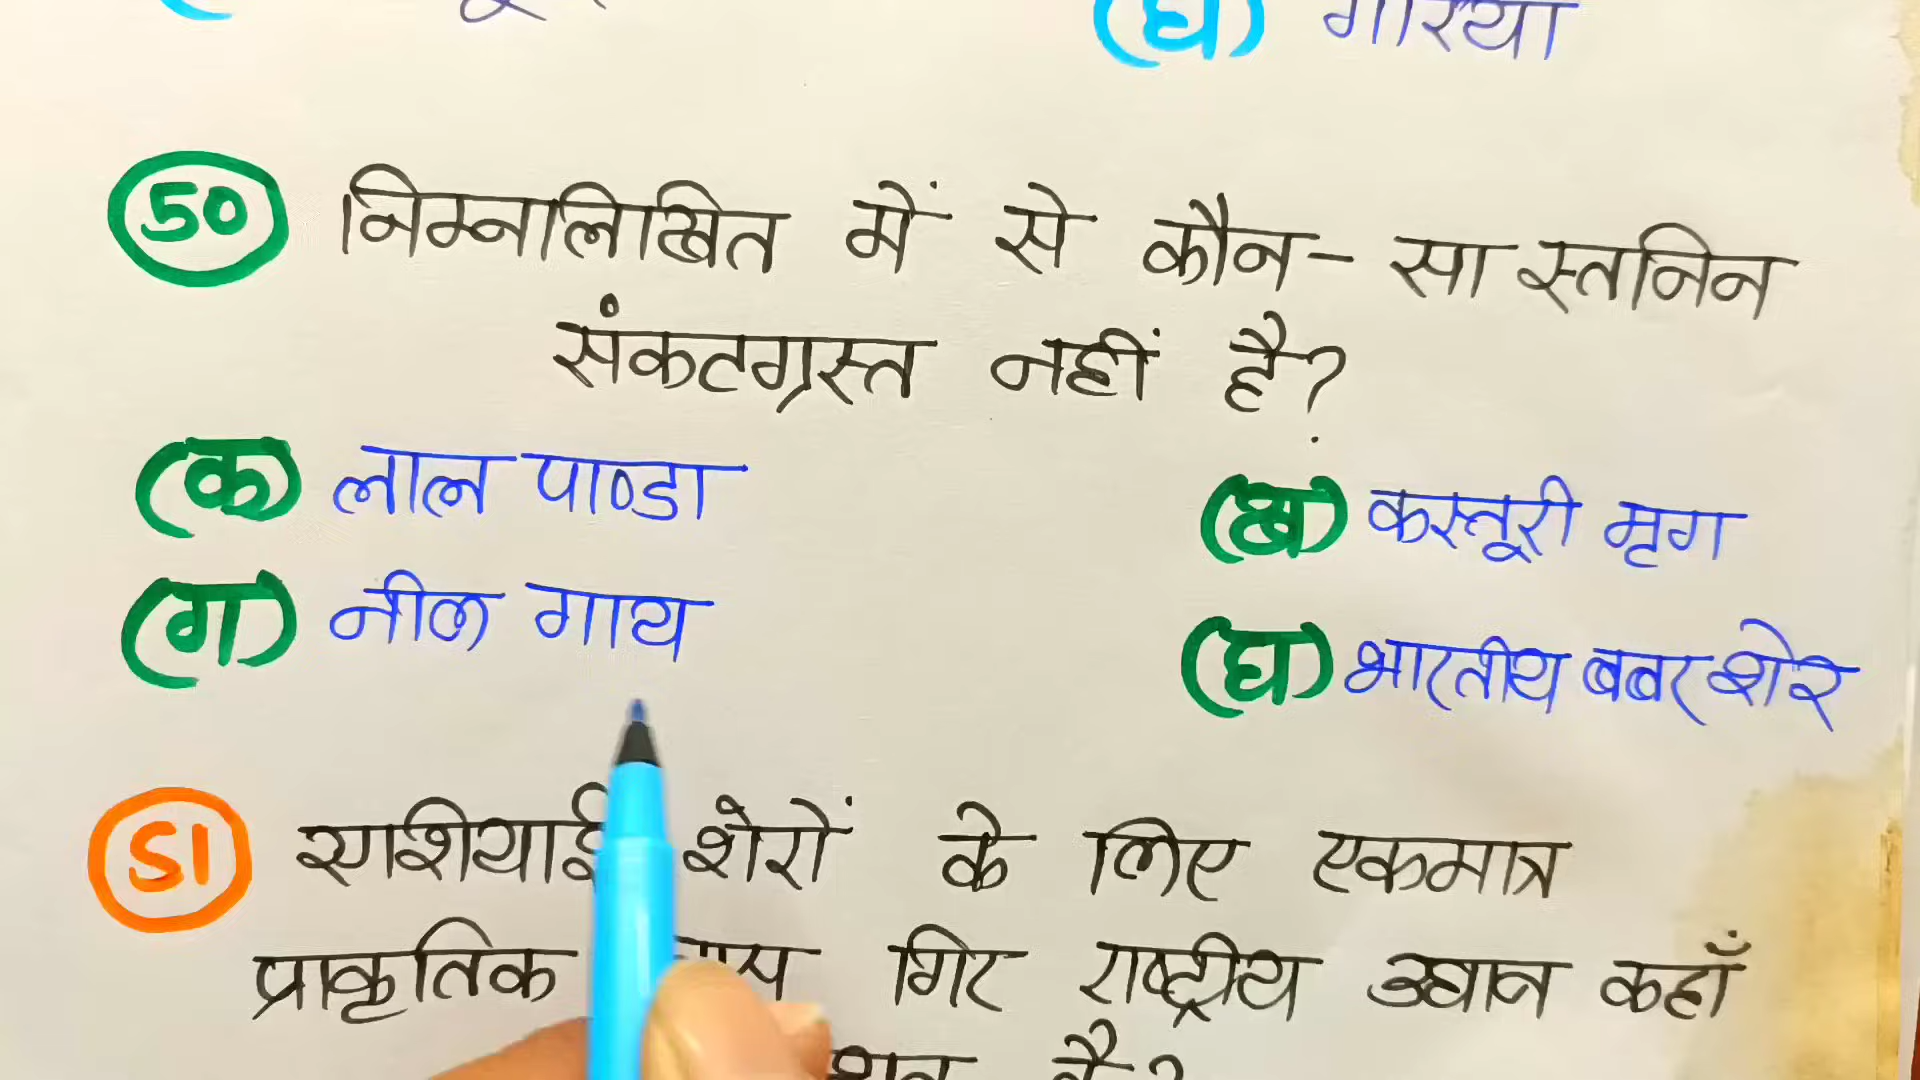 (घ) गौरैया
50 निम्नलिखित में से कौन-सा स्तनिन
संकटग्रस्त नहीं है?
(क) लाल पाण्डा
(ख) कस्तूरी मृग
(ग) नील गाय
(घ) भारतीय बबर शेर
51 एशियाई शेरों के लिए एकमात्र
प्राकृतिक गिर राष्ट्रीय उद्यान कहाँ
है?